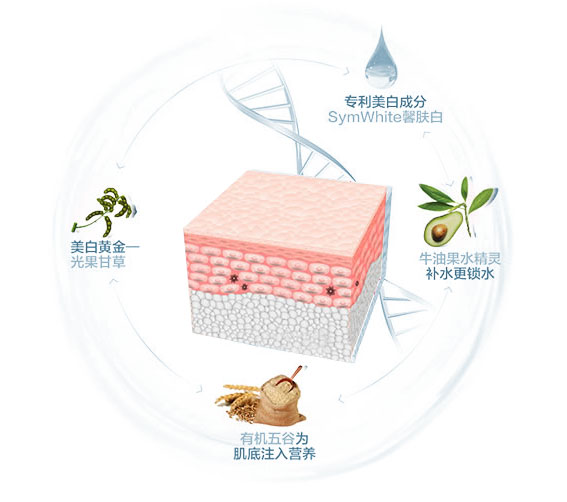 专利美白成分
SymWhite馨肤白
美白黄金—
光果甘草
牛油果水精灵
补水更锁水
有机五谷为
肌底注入营养